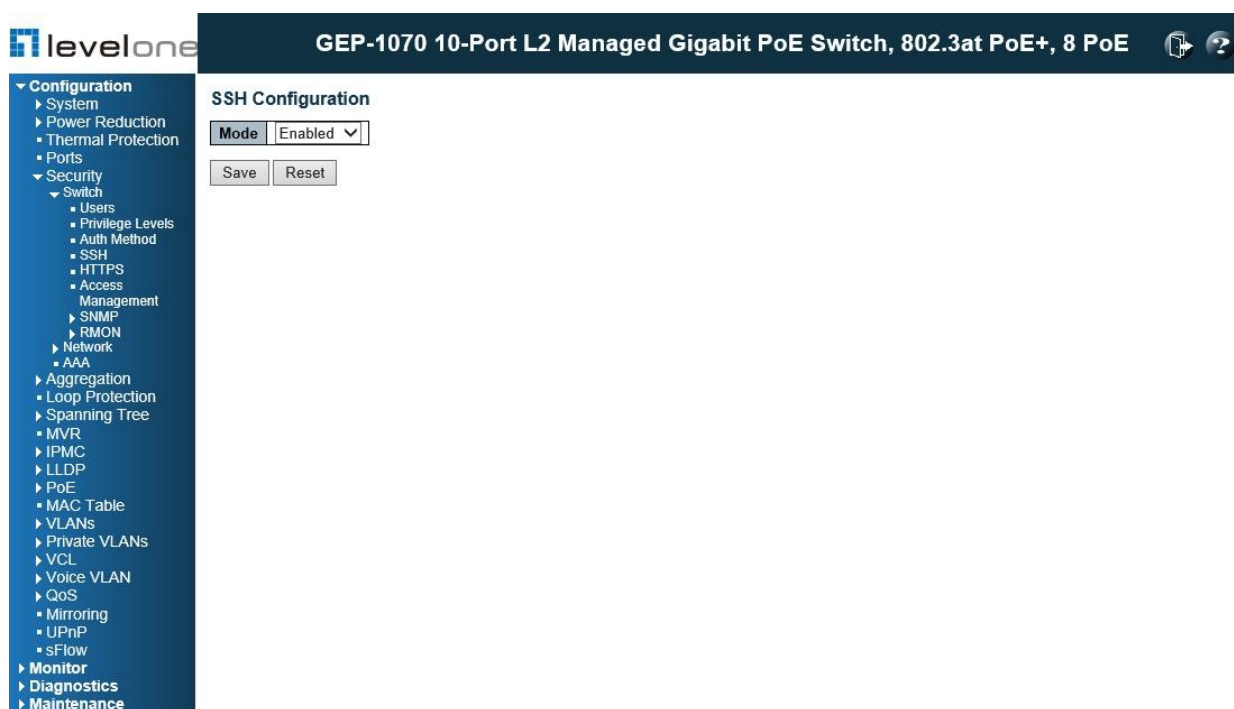 levelone
GEP-1070 10-Port L2 Managed Gigabit PoE Switch, 802.3at PoE+, 8 PoE
?
Configuration
System
Power Reduction
Thermal Protection
Ports
Security
Switch
Users
Privilege Levels
Auth Method
SSH
HTTPS
Access
Management
SNMP
RMON
Network
AAA
Aggregation
Loop Protection
Spanning Tree
MVR
IPMC
LLDP
PoE
MAC Table
VLANs
Private VLANs
VCL
Voice VLAN
QoS
Mirroring
UPnP
sFlow
Monitor
Diagnostics
Maintenance
SSH Configuration
Mode Enabled
Save Reset